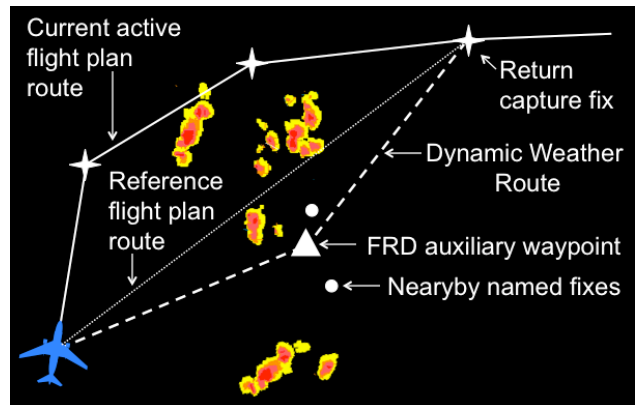 Current active
flight plan
route
Return
capture fix
Dynamic Weather
Route
Reference
flight plan
route
FRD auxiliary waypoint
Nearyby named fixes